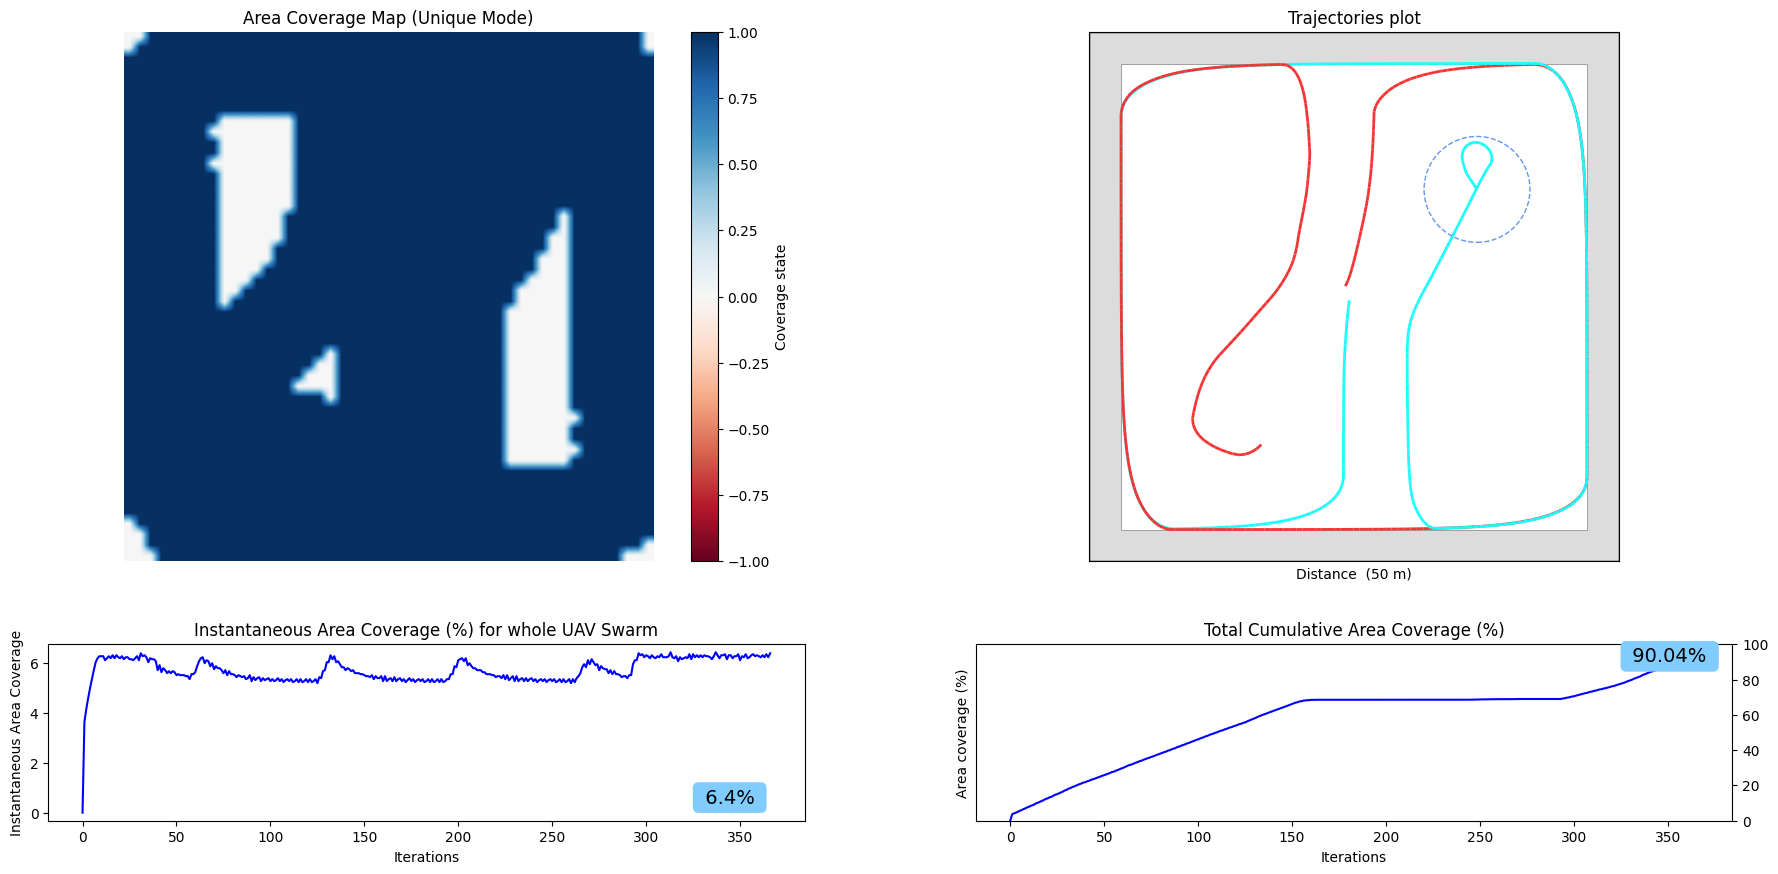 Area Coverage Map (Unique Mode)
1.00
0.75
0.50
0.25
0.00
−0.25
−0.50
−0.75
−1.00
Coverage state
Trajectories plot
Distance  (50 m)
Instantaneous Area Coverage (%) for whole UAV Swarm
Instantaneous Area Coverage
6
4
2
0
6.4%
0 50 100 150 200 250 300 350
Iterations
Total Cumulative Area Coverage (%)
Area coverage (%)
90.04%
100
80
60
40
20
0
0 50 100 150 200 250 300 350
Iterations